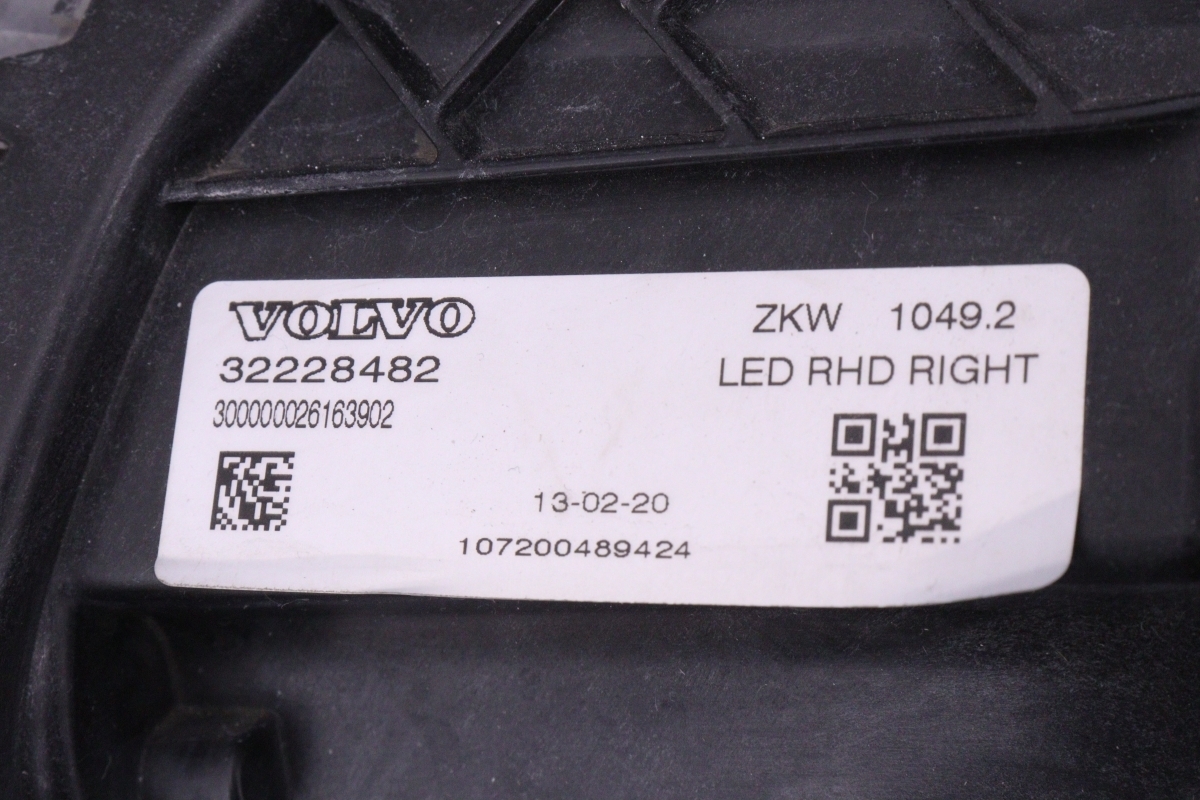 VOLVO
32228482
300000026163902
ZKW 1049.2
LED RHD RIGHT
13-02-20
107200489424